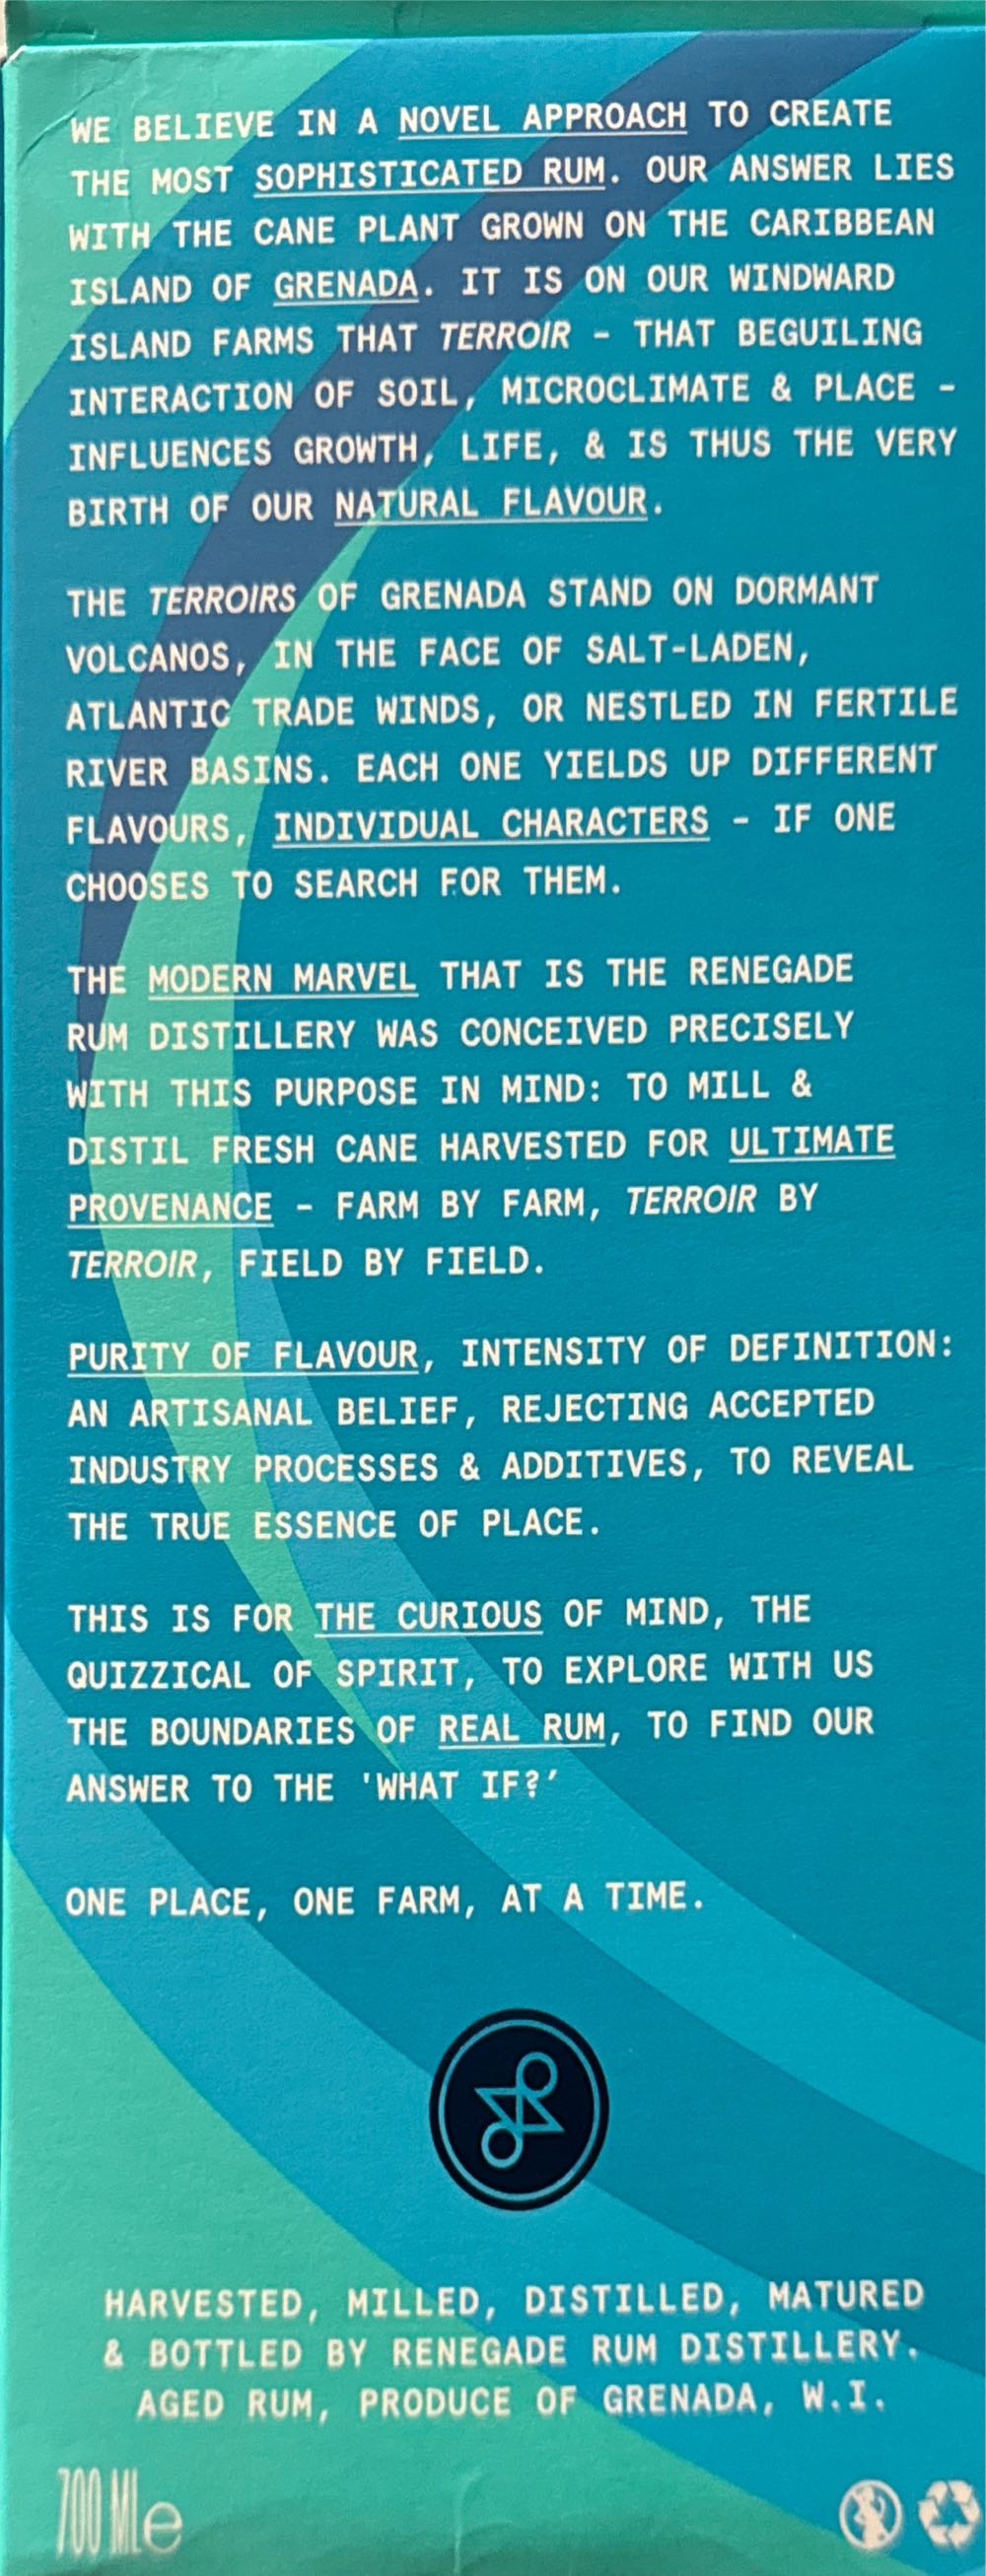 WE BELIEVE IN A NOVEL APPROACH TO CREATE
THE MOST SOPHISTICATED RUM. OUR ANSWER LIES
WITH THE CANE PLANT GROWN ON THE CARIBBEAN
ISLAND OF GRENADA. IT IS ON OUR WINDWARD
ISLAND FARMS THAT TERROIR - THAT BEGUILING
INTERACTION OF SOIL, MICROCLIMATE & PLACE -
INFLUENCES GROWTH, LIFE, & IS THUS THE VERY
BIRTH OF OUR NATURAL FLAVOUR.
THE TERROIRS OF GRENADA STAND ON DORMANT
VOLCANOS, IN THE FACE OF SALT-LADEN,
ATLANTIC TRADE WINDS, OR NESTLED IN FERTILE
RIVER BASINS. EACH ONE YIELDS UP DIFFERENT
FLAVOURS, INDIVIDUAL CHARACTERS - IF ONE
CHOOSES TO SEARCH FOR THEM.
THE MODERN MARVEL THAT IS THE RENEGADE
RUM DISTILLERY WAS CONCEIVED PRECISELY
WITH THIS PURPOSE IN MIND: TO MILL &
DISTIL FRESH CANE HARVESTED FOR ULTIMATE
PROVENANCE - FARM BY FARM, TERROIR BY
TERROIR, FIELD BY FIELD.
PURITY OF FLAVOUR, INTENSITY OF DEFINITION:
AN ARTISANAL BELIEF, REJECTING ACCEPTED
INDUSTRY PROCESSES & ADDITIVES, TO REVEAL
THE TRUE ESSENCE OF PLACE.
THIS IS FOR THE CURIOUS OF MIND, THE
QUIZZICAL OF SPIRIT, TO EXPLORE WITH US
THE BOUNDARIES OF REAL RUM, TO FIND OUR
ANSWER TO THE 'WHAT IF?'
ONE PLACE, ONE FARM, AT A TIME.
HARVESTED, MILLED, DISTILLED, MATURED
& BOTTLED BY RENEGADE RUM DISTILLERY.
AGED RUM, PRODUCE OF GRENADA, W.I.
700 Ml e